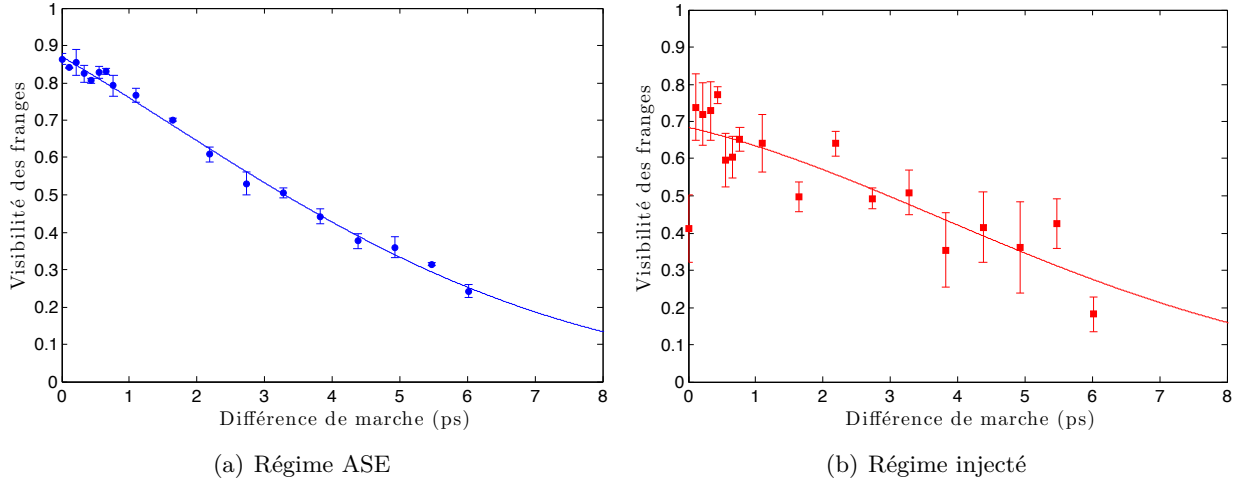 1
0.9
0.8
0.7
0.6
0.5
0.4
0.3
0.2
0.1
0
Visibilité des franges
0 1 2 3 4 5 6 7 8
Différence de marche (ps)
(a) Régime ASE
1
0.9
0.8
0.7
0.6
0.5
0.4
0.3
0.2
0.1
0
Visibilité des franges
0 1 2 3 4 5 6 7 8
Différence de marche (ps)
(b) Régime injecté